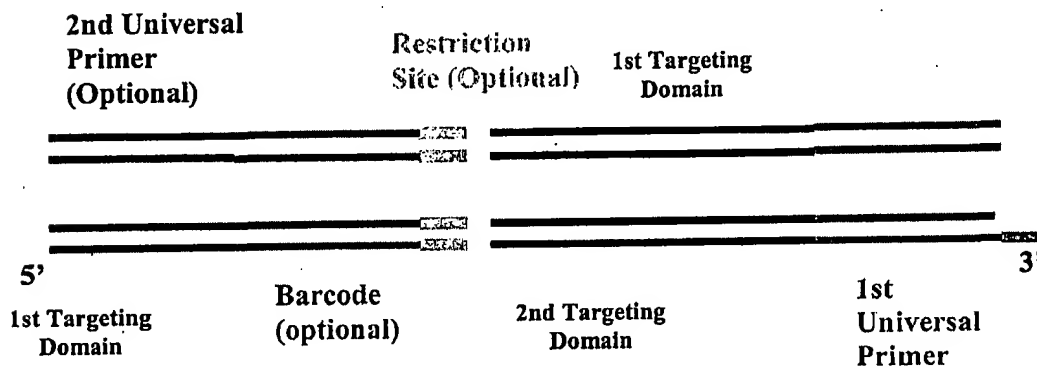 2nd Universal
Primer
(Optional)
Restriction
Site (Optional)
1st Targeting
Domain
5'
3'
1st Targeting
Domain
Barcode
(optional)
2nd Targeting
Domain
1st
Universal
Primer